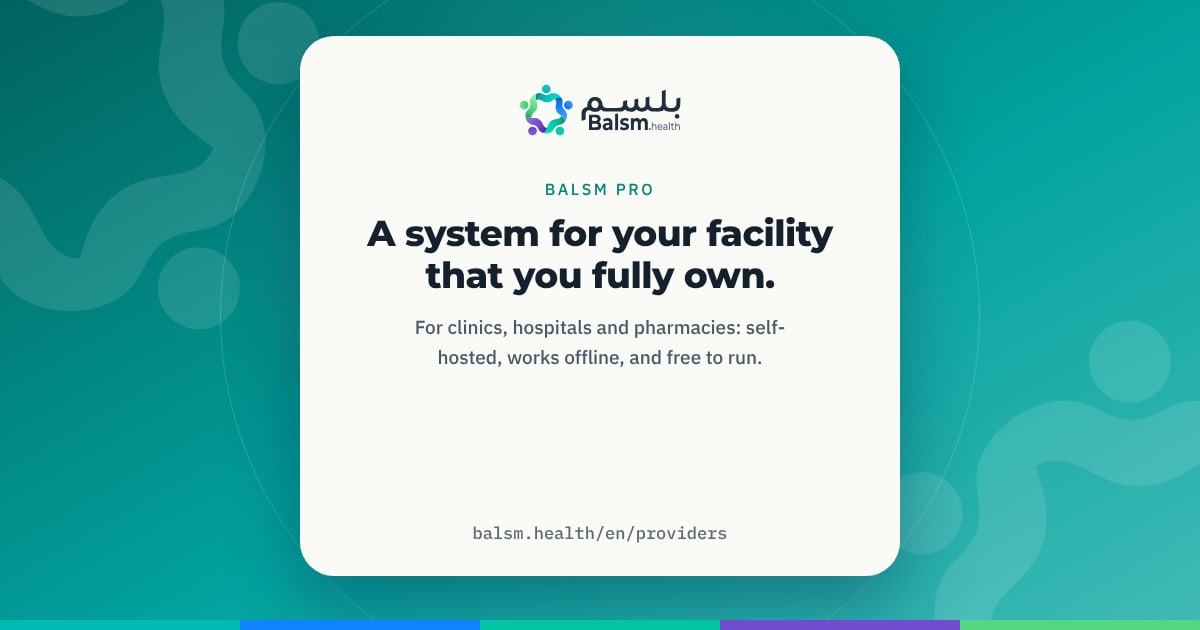 بلسم
Balsm.health
BALSM PRO
A system for your facility
that you fully own.
For clinics, hospitals and pharmacies: self-
hosted, works offline, and free to run.
balsm.health/en/providers